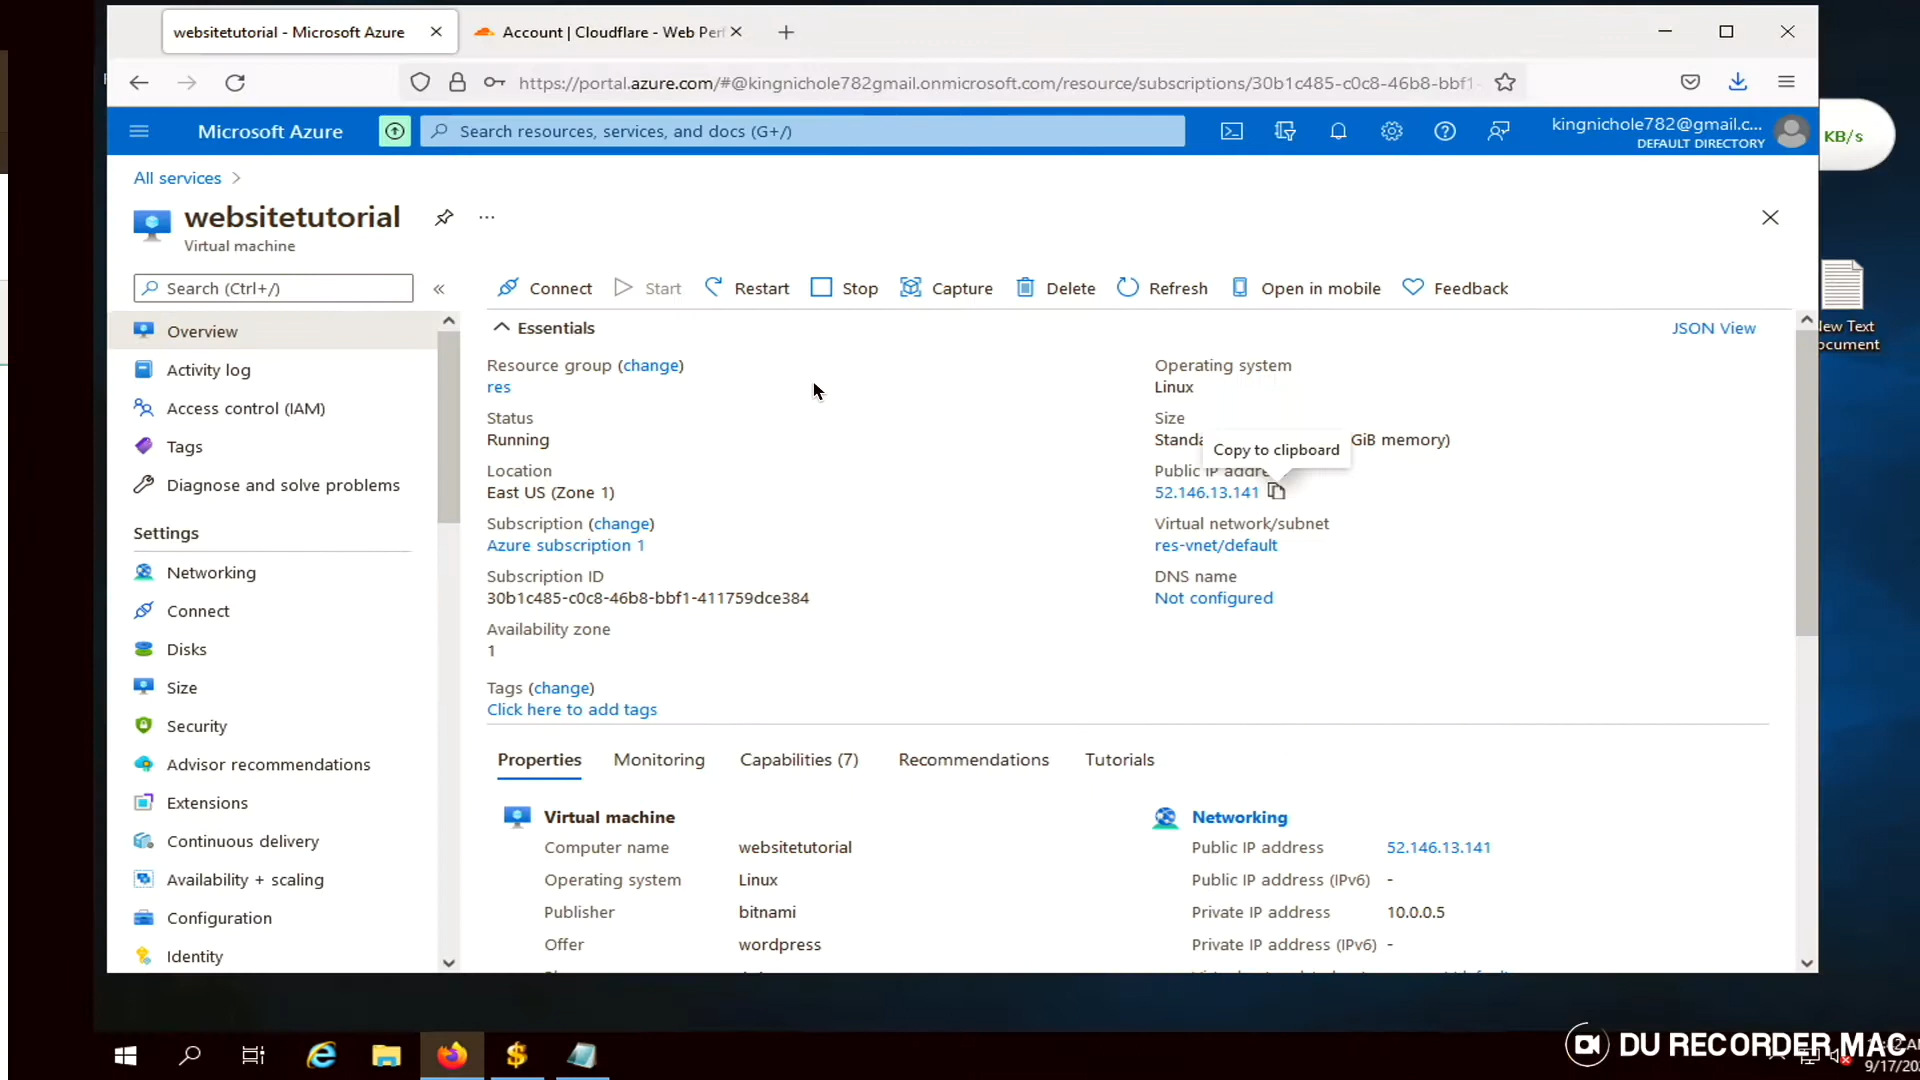 websitetutorial - Microsoft Azure
Account | Cloudflare - Web Perf
https://portal.azure.com/#@kingnichole782gmail.onmicrosoft.com/resource/subscriptions/30b1c485-c0c8-46b8-bbf1-
Microsoft Azure
Search resources, services, and docs (G+/)
kingnichole782@gmail.c...
DEFAULT DIRECTORY
KB/s
All services >
websitetutorial
...
Virtual machine
Search (Ctrl+/)
«
Connect
Start
Restart
Stop
Capture
Delete
Refresh
Open in mobile
Feedback
Overview
Activity log
Access control (IAM)
Tags
Diagnose and solve problems
Settings
Networking
Connect
Disks
Size
Security
Advisor recommendations
Extensions
Continuous delivery
Availability + scaling
Configuration
Identity
Essentials
JSON View
Resource group (change)
res
Status
Running
Location
East US (Zone 1)
Subscription (change)
Azure subscription 1
Subscription ID
30b1c485-c0c8-46b8-bbf1-411759dce384
Availability zone
1
Tags (change)
Click here to add tags
Operating system
Linux
Size
GiB memory)
Copy to clipboard
Public IP
52.146.13.141
Virtual network/subnet
res-vnet/default
DNS name
Not configured
Properties
Monitoring
Capabilities (7)
Recommendations
Tutorials
Virtual machine
Computer name websitetutorial
Operating system Linux
Publisher bitnami
Offer wordpress
Networking
Public IP address 52.146.13.141
Public IP address (IPv6) -
Private IP address 10.0.0.5
Private IP address (IPv6) -
New Text
Document
DU RECORDER MAC